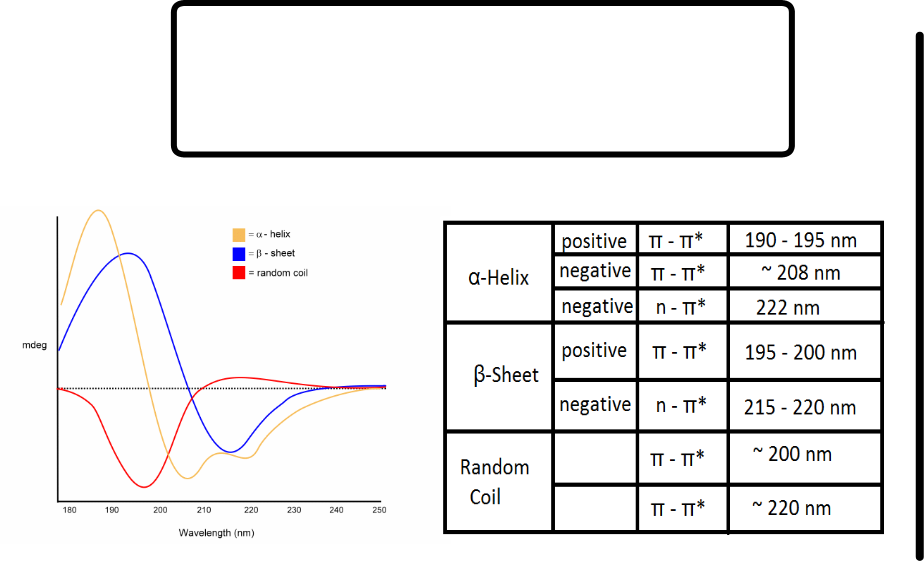 = α - helix
= β - sheet
= random coil
mdeg
180 190 200 210 220 230 240 250
Wavelength (nm)
α-Helix
positive π - π* 190 - 195 nm
negative π - π* ~ 208 nm
negative n - π* 222 nm
β-Sheet
positive π - π* 195 - 200 nm
negative n - π* 215 - 220 nm
Random
Coil
π - π* ~ 200 nm
π - π* ~ 220 nm